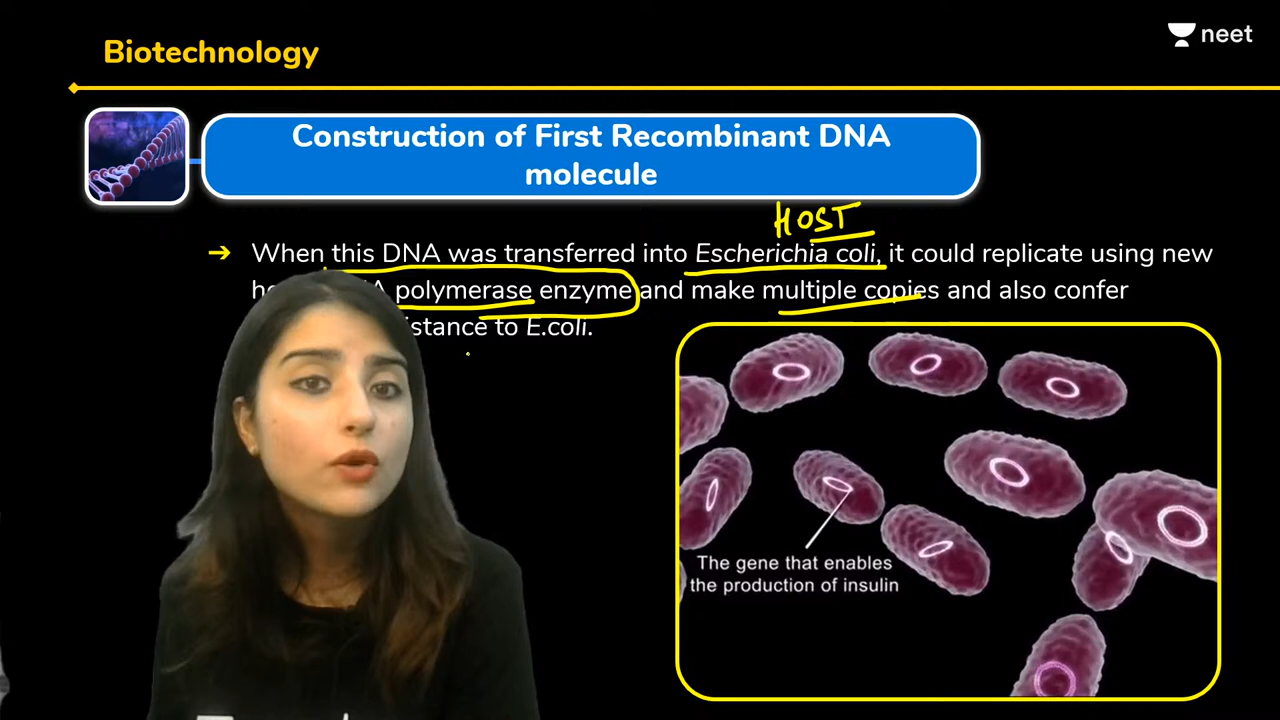 Biotechnology
neet
Construction of First Recombinant DNA
molecule
HOST
➔ When this DNA was transferred into Escherichia coli, it could replicate using new
polymerase enzyme and make multiple copies and also confer
to E.coli.
The gene that enables
the production of insulin